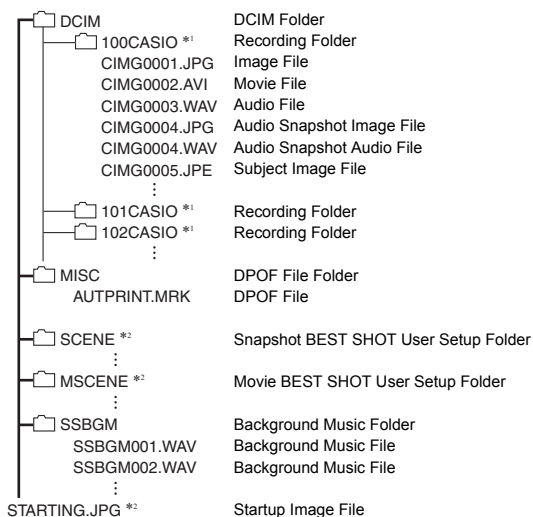 DCIM DCIM Folder
100CASIO *1 Recording Folder
CIMG0001.JPG Image File
CIMG0002.AVI Movie File
CIMG0003.WAV Audio File
CIMG0004.JPG Audio Snapshot Image File
CIMG0004.WAV Audio Snapshot Audio File
CIMG0005.JPE Subject Image File
101CASIO *1 Recording Folder
102CASIO *1 Recording Folder
MISC DPOF File Folder
AUTPRINT.MRK DPOF File
SCENE *2 Snapshot BEST SHOT User Setup Folder
MSCENE *2 Movie BEST SHOT User Setup Folder
SSBGM Background Music Folder
SSBGM001.WAV Background Music File
SSBGM002.WAV Background Music File
STARTING.JPG *2 Startup Image File